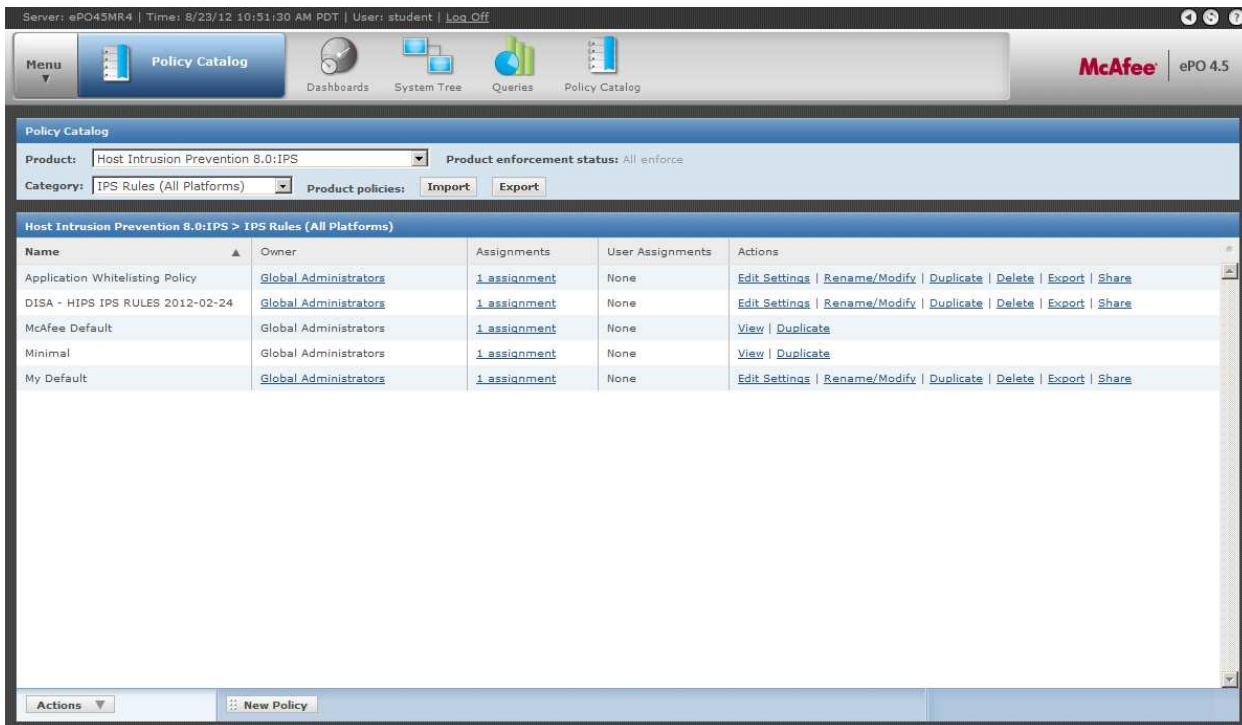 Server: ePO45MR4 | Time: 8/23/12 10:51:30 AM PDT | User: student | Log Off
Menu
Policy Catalog
Dashboards
System Tree
Queries
Policy Catalog
McAfee
ePO 4.5
Policy Catalog
Product: Host Intrusion Prevention 8.0:IPS Product enforcement status: All enforce
Category: IPS Rules (All Platforms) Product policies: Import Export
Host Intrusion Prevention 8.0:IPS > IPS Rules (All Platforms)
Name Owner Assignments User Assignments Actions
Application Whitelisting Policy Global Administrators 1 assignment None Edit Settings | Rename/Modify | Duplicate | Delete | Export | Share
DISA - HIPS IPS RULES 2012-02-24 Global Administrators 1 assignment None Edit Settings | Rename/Modify | Duplicate | Delete | Export | Share
McAfee Default Global Administrators 1 assignment None View | Duplicate
Minimal Global Administrators 1 assignment None View | Duplicate
My Default Global Administrators 1 assignment None Edit Settings | Rename/Modify | Duplicate | Delete | Export | Share
Actions New Policy